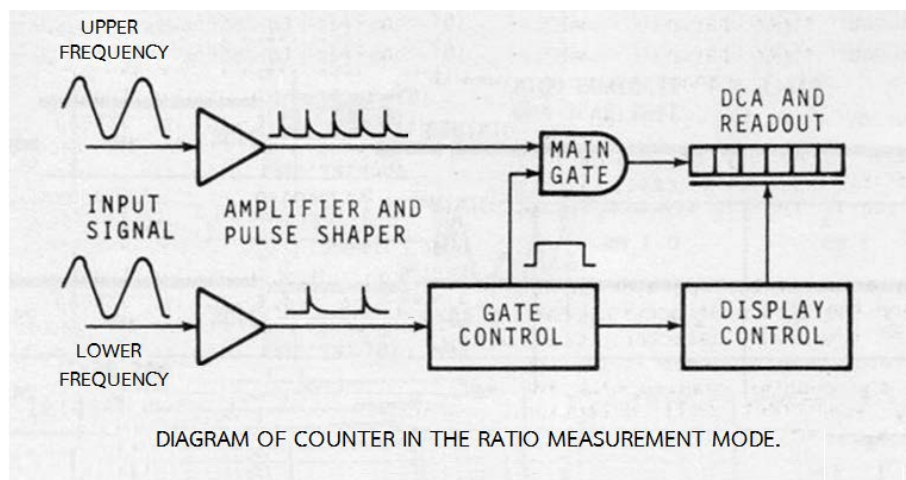 UPPER
FREQUENCY
DCA AND
READOUT
MAIN
GATE
INPUT
SIGNAL
AMPLIFIER AND
PULSE SHAPER
GATE
CONTROL
DISPLAY
CONTROL
LOWER
FREQUENCY
DIAGRAM OF COUNTER IN THE RATIO MEASUREMENT MODE.